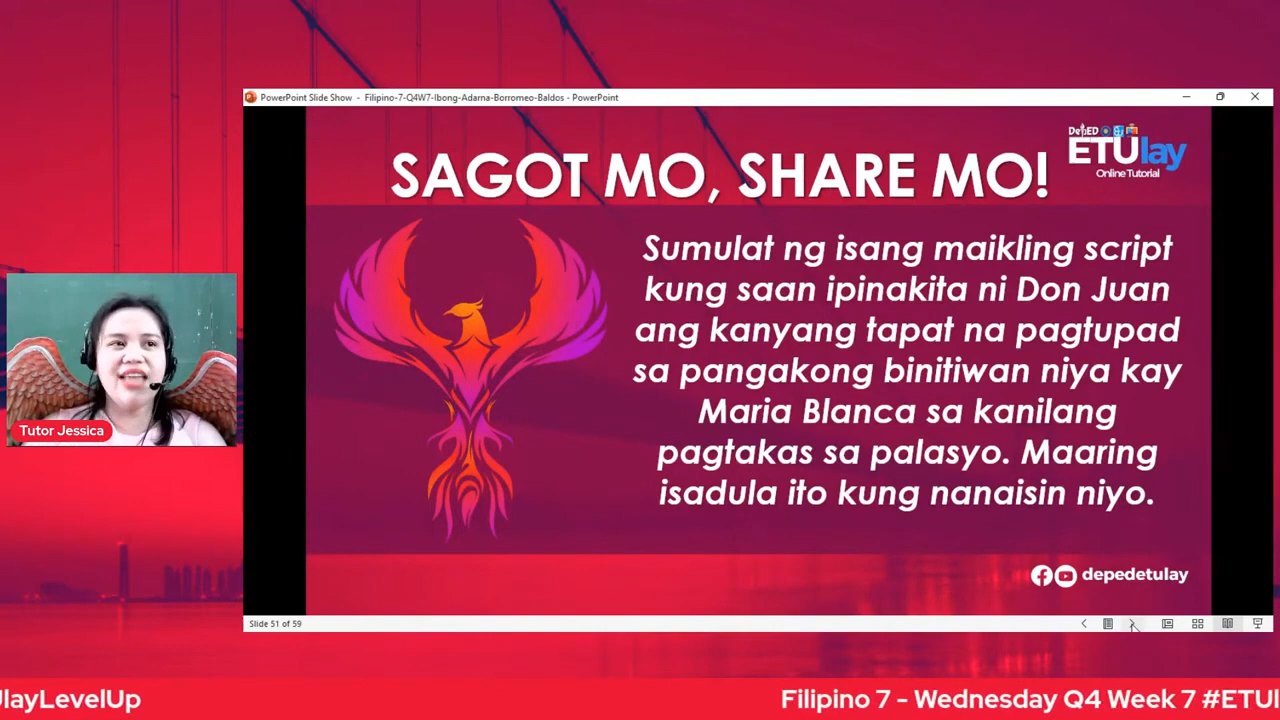 PowerPoint Slide Show - Filipino-7-Q4W7-Ibong-Adarna-Borromeo-Baldos - PowerPoint
DepED
ETUlay
Online Tutorial
SAGOT MO, SHARE MO!
Sumulat ng isang maikling script
kung saan ipinakita ni Don Juan
ang kanyang tapat na pagtupad
sa pangakong binitiwan niya kay
Maria Blanca sa kanilang
pagtakas sa palasyo. Maaring
isadula ito kung nanaisin niyo.
Tutor Jessica
depedetulay
Slide 51 of 59
UlayLevelUp
Filipino 7 - Wednesday Q4 Week 7 #ETUl